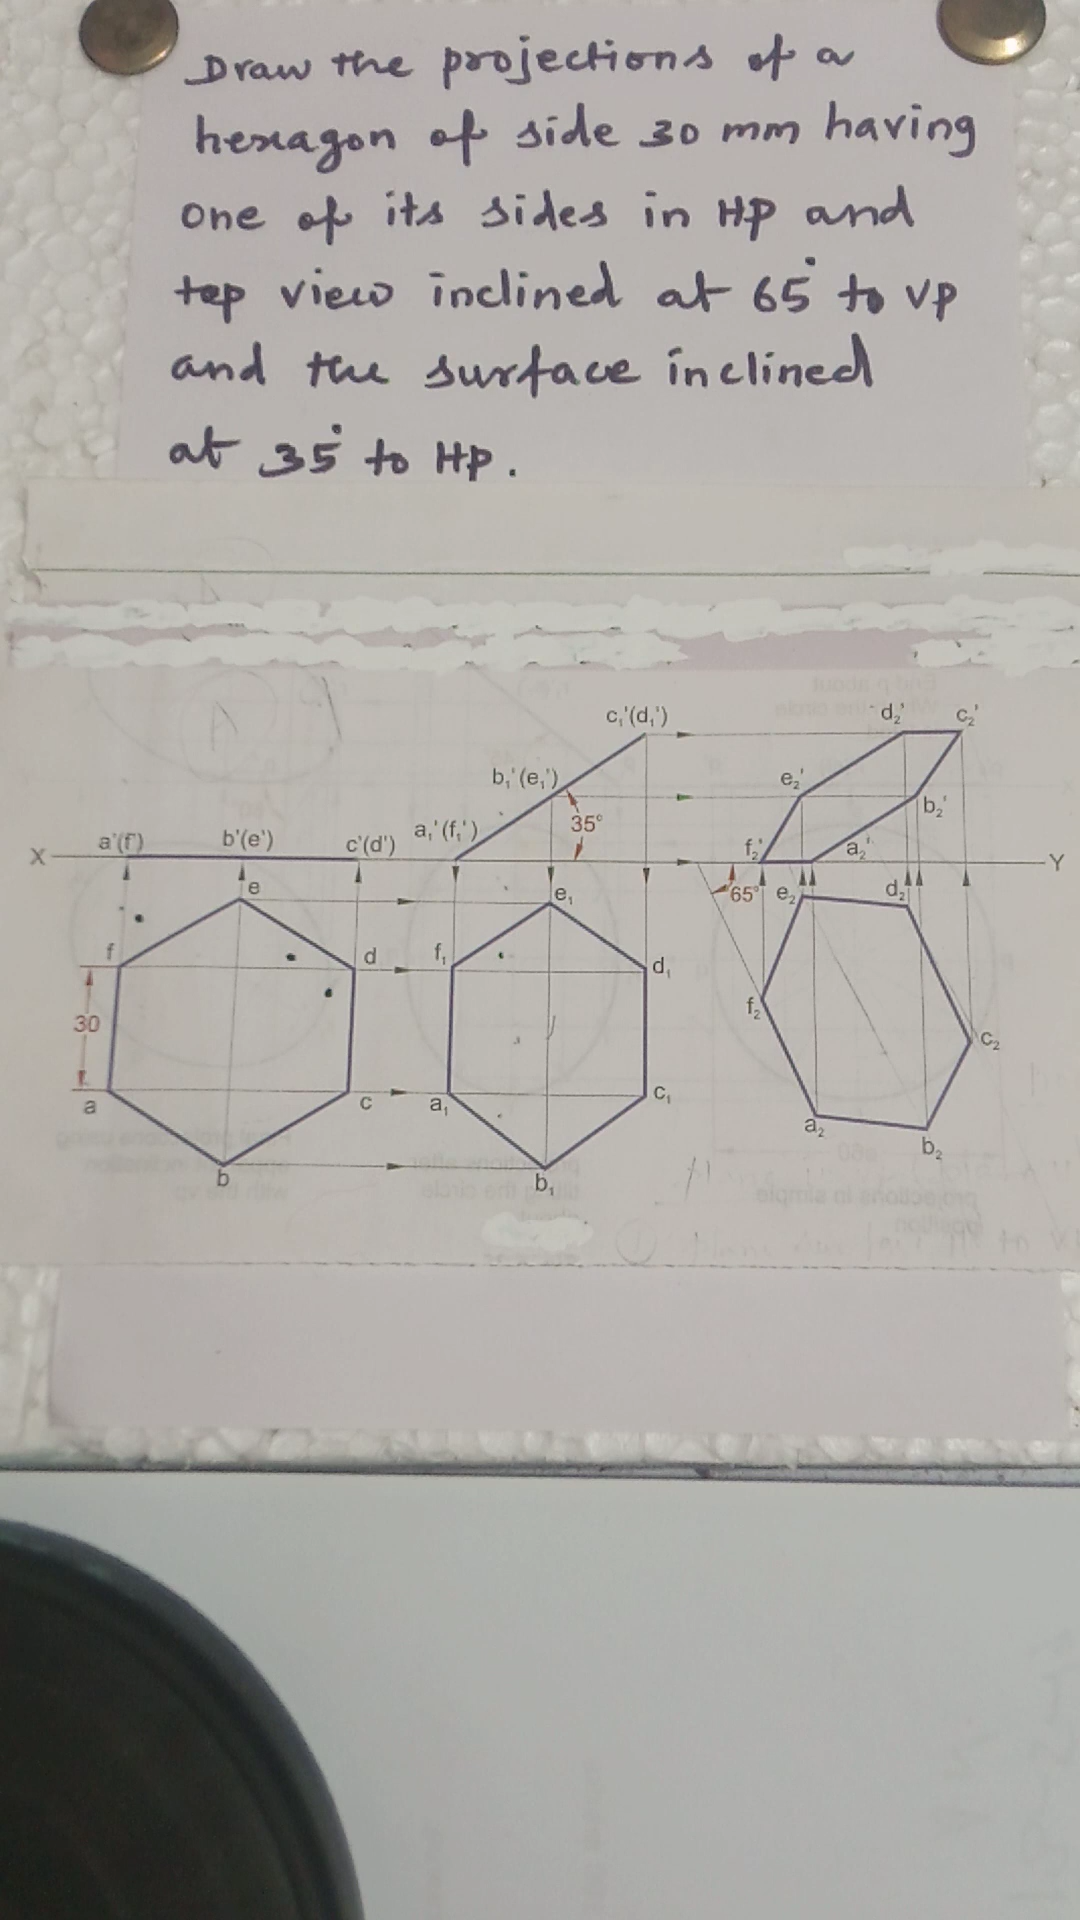 Draw the projections of a
hexagon of side 30 mm having
one of its sides in HP and
top view inclined at 65° to VP
and the surface inclined
at 35° to HP.
c₁'(d₁') d₂' c₂'
b₁'(e₁') e₂' b₂'
a₁'(f₁') 35°
X a'(f') b'(e') c'(d') f₂' a₂' Y
e e₁ 65° e₂ d₂
f d f₁ d₁
30 f₂ c₂
a c a₁ c₁ a₂
b b₁ b₂